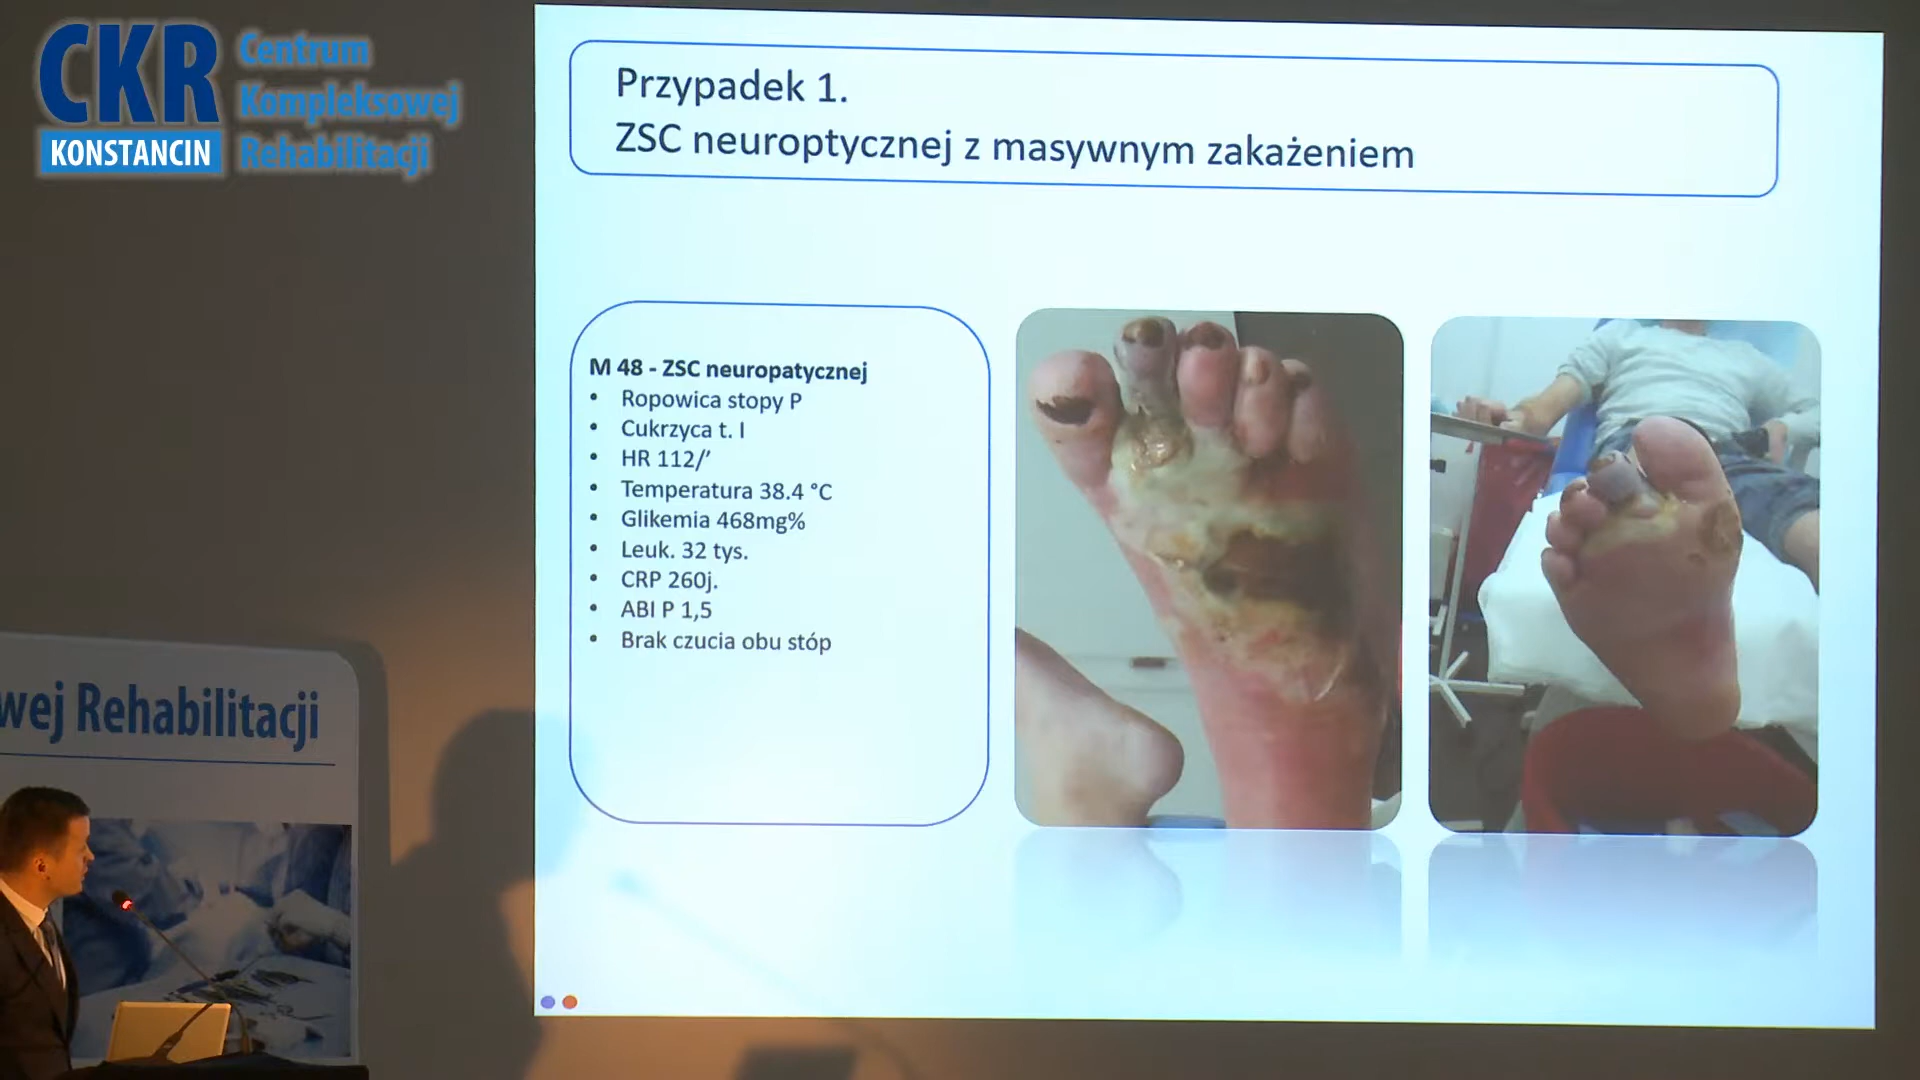 CKR
KONSTANCIN
Centrum
Kompleksowej
Rehabilitacji
Przypadek 1.
ZSC neuroptycznej z masywnym zakażeniem
M 48 - ZSC neuropatycznej
• Ropowica stopy P
• Cukrzyca t. I
• HR 112/’
• Temperatura 38.4 °C
• Glikemia 468mg%
• Leuk. 32 tys.
• CRP 260j.
• ABI P 1,5
• Brak czucia obu stóp
wej Rehabilitacji